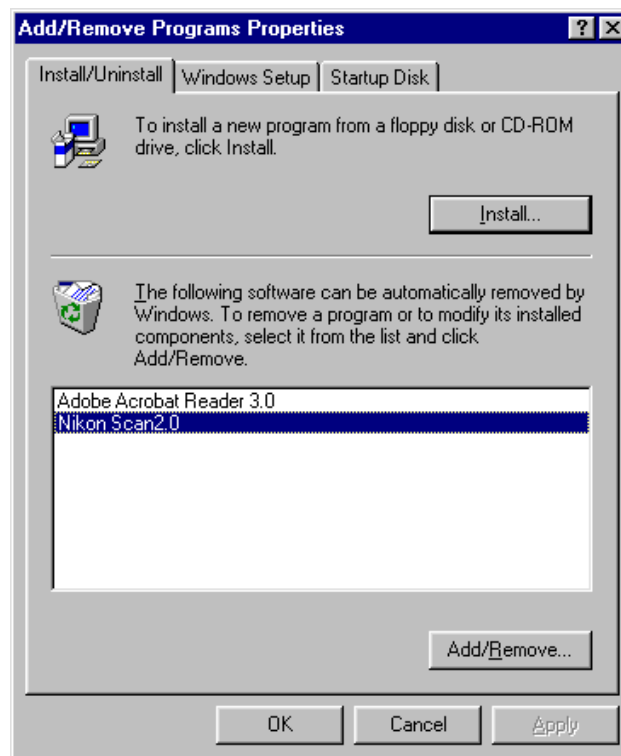 Add/Remove Programs Properties
Install/Uninstall Windows Setup Startup Disk
To install a new program from a floppy disk or CD-ROM
drive, click Install.
Install...
The following software can be automatically removed by
Windows. To remove a program or to modify its installed
components, select it from the list and click
Add/Remove.
Adobe Acrobat Reader 3.0
Nikon Scan2.0
Add/Remove...
OK Cancel Apply